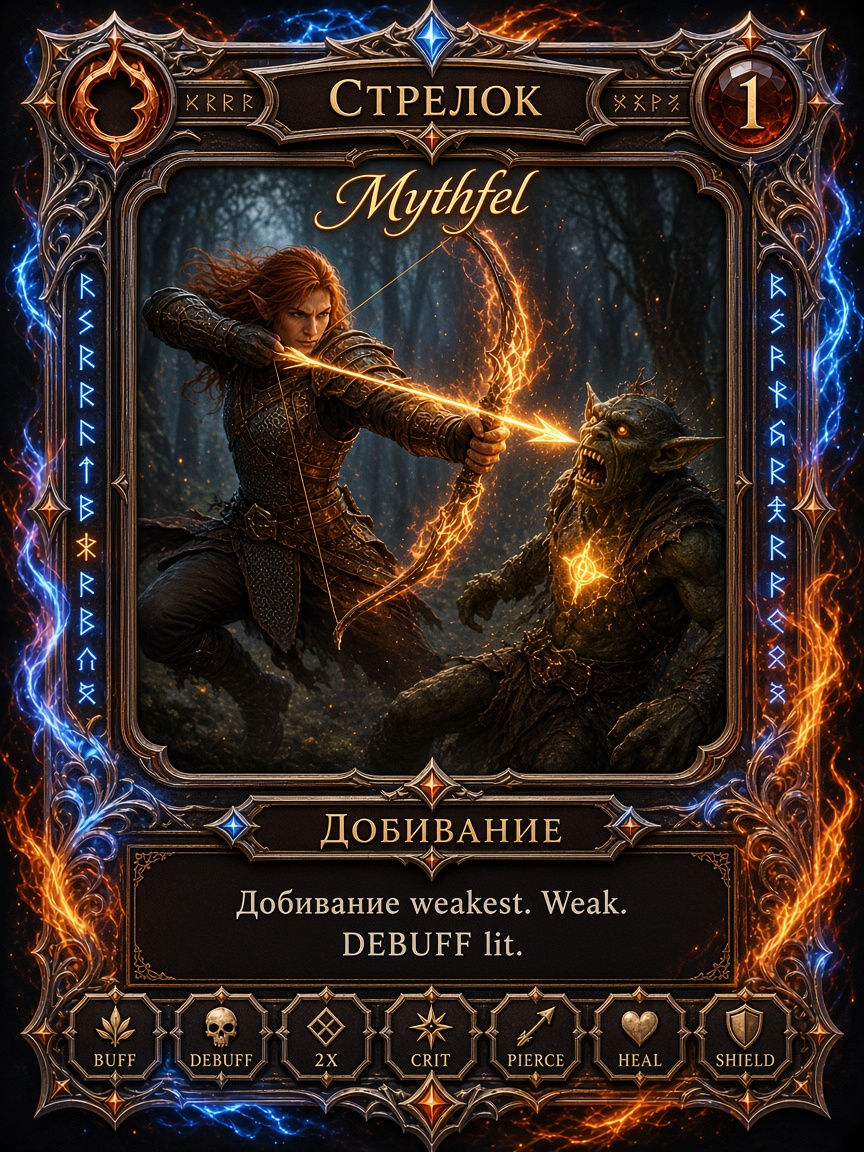 СТРЕЛОК
1
Mythfel
ДОБИВАНИЕ
Добивание weakest. Weak.
DEBUFF lit.
BUFF DEBUFF 2X CRIT PIERCE HEAL SHIELD